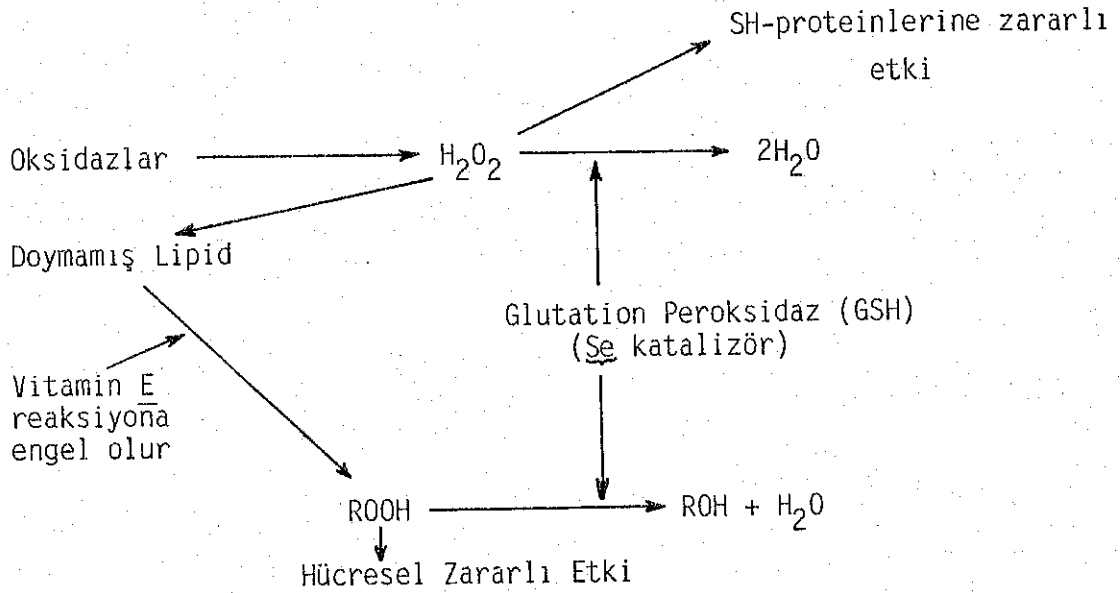 SH-proteinlerine zararlı
etki
Oksidazlar
H₂O₂
2H₂O
Doymamış Lipid
Glutation Peroksidaz (GSH)
(Se katalizör)
Vitamin E
reaksiyona
engel olur
ROOH
ROH + H₂O
Hücresel Zararlı Etki